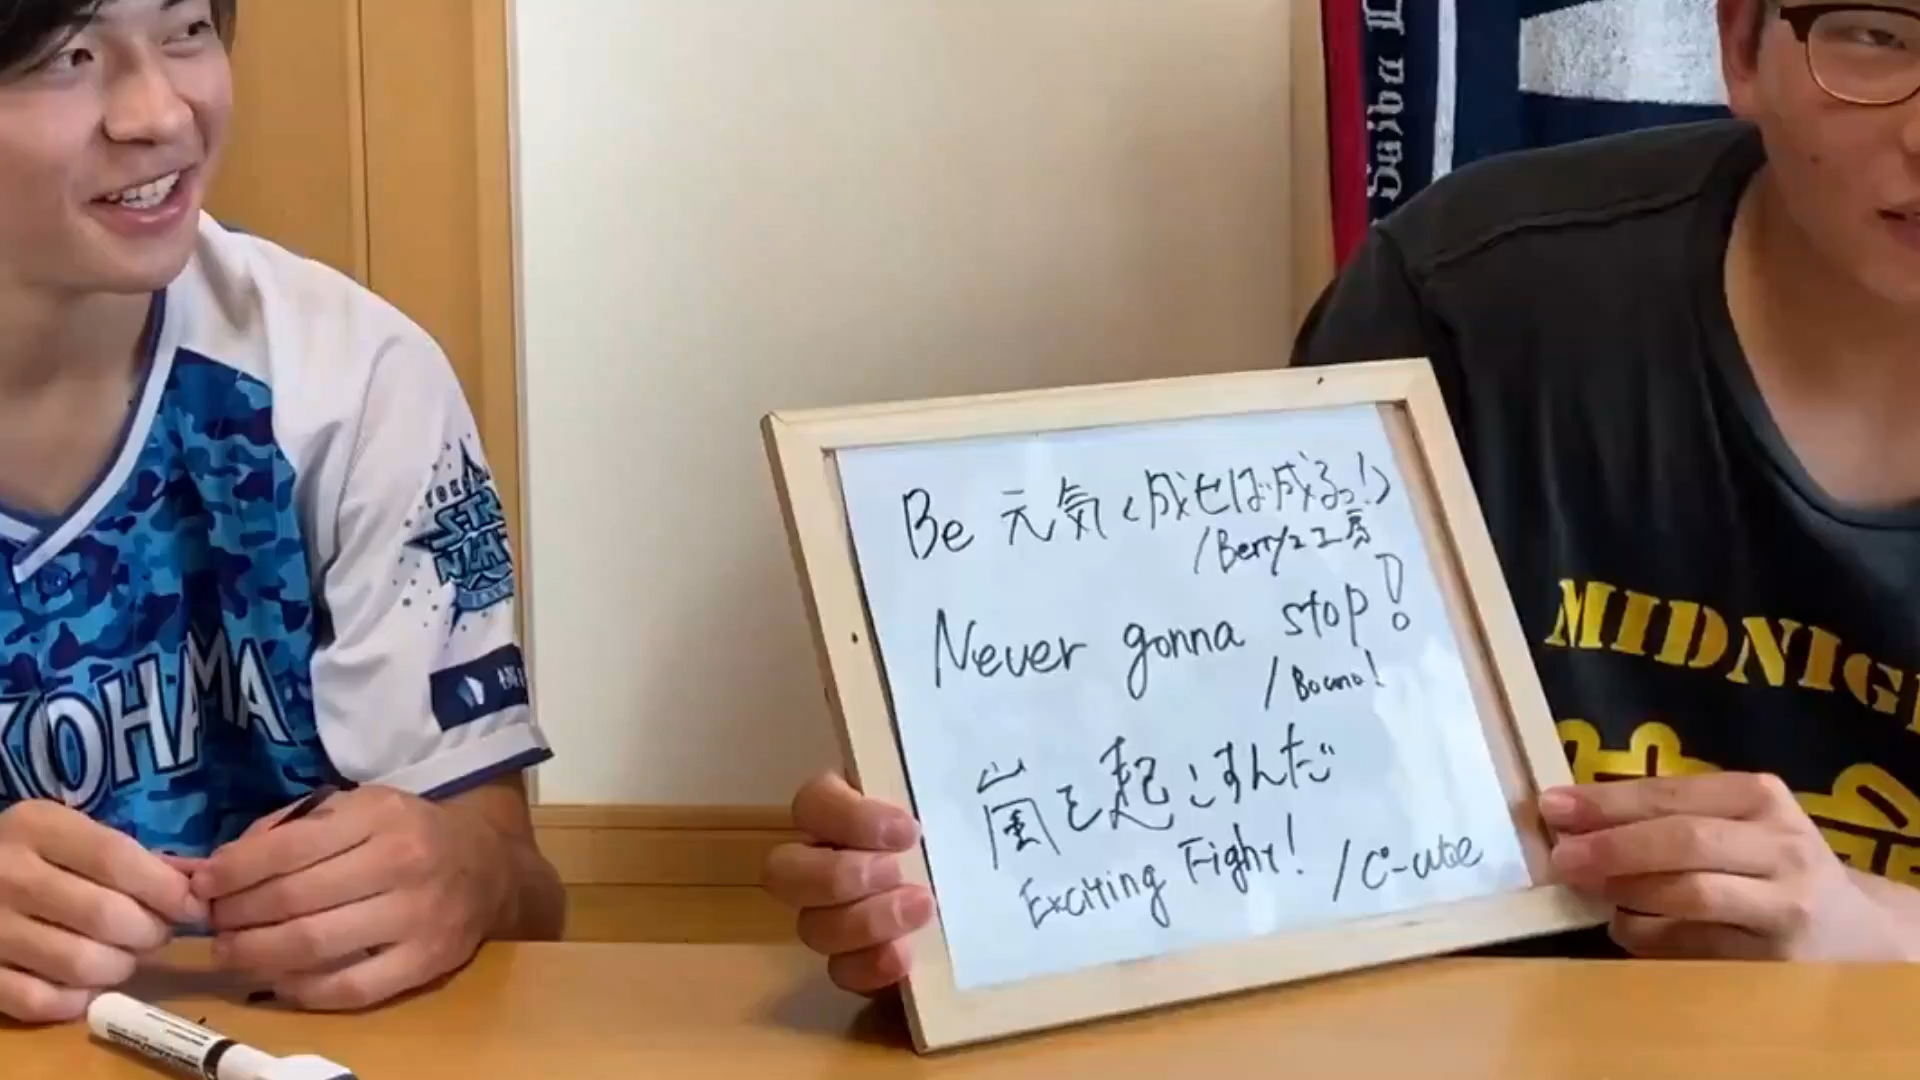 Be 元気<成せば成るっ!>
/Berryz工房
Never gonna stop!
/Buono!
嵐を起こすんだ
Exciting Fight!
/℃-ute
MIDNIG
KOHAMA